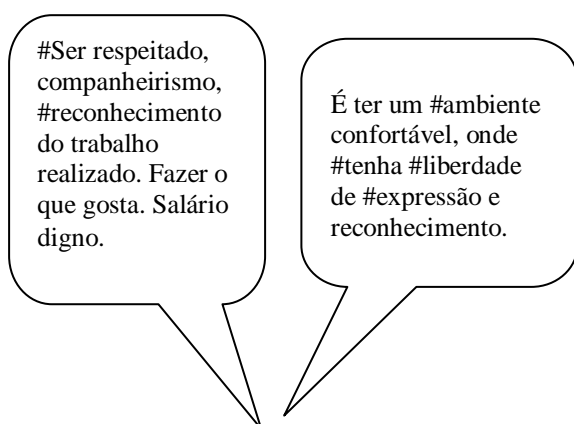 #Ser respeitado,
companheirismo,
#reconhecimento
do trabalho
realizado. Fazer o
que gosta. Salário
digno.
É ter um #ambiente
confortável, onde
#tenha #liberdade
de #expressão e
reconhecimento.